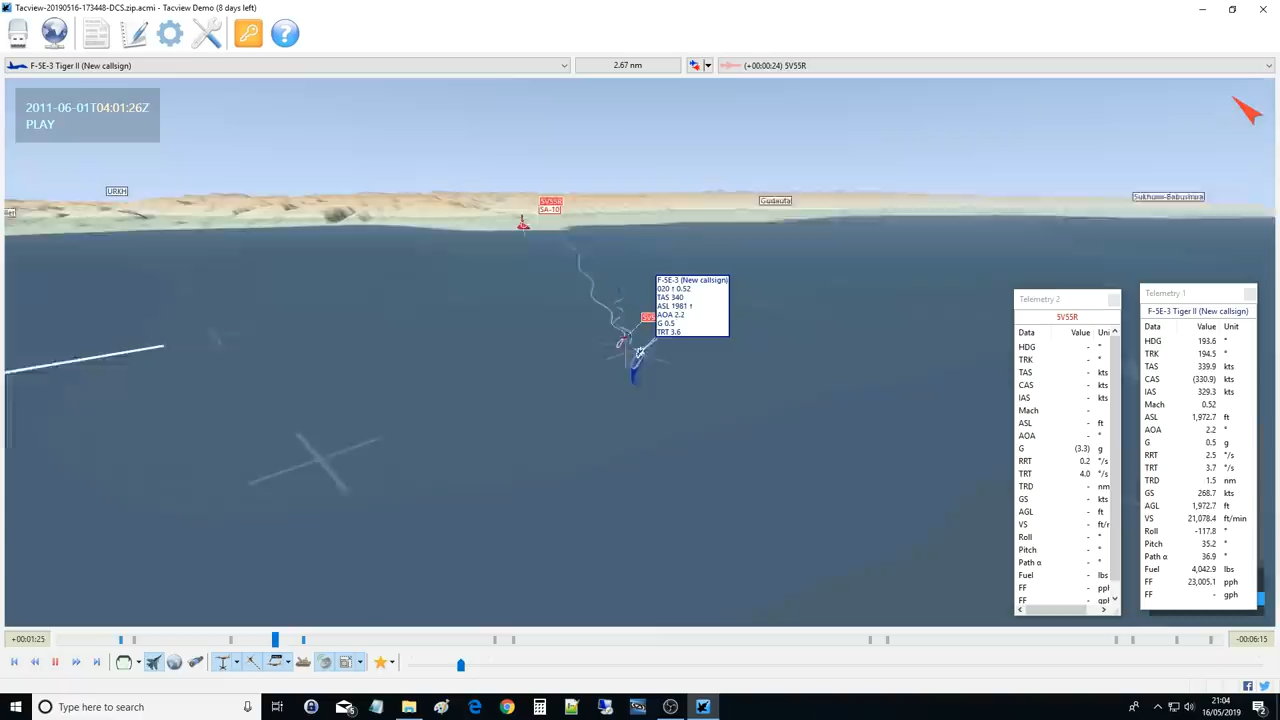 Tacview-20190516-173448-DCS.zip.acmi - Tacview Demo (8 days left)
F-5E-3 Tiger II (New callsign)
2.67 nm
(+00:00:24) 5V55R
2011-06-01T04:01:26Z
PLAY
URKH
5V55R
SA-10
Gudauta
Sukhumi-Babushara
F-5E-3 (New callsign)
020 ↑ 0.52
TAS 340
ASL 1981 ↑
AOA 2.2
G 0.5
TRT 3.6
Telemetry 2
5V55R
Data Value Uni
HDG - °
TRK - °
TAS - kts
CAS - kts
IAS - kts
Mach -
ASL - ft
AOA - °
G (3.3) g
RRT 0.2 °/s
TRT 4.0 °/s
TRD - nm
GS - kts
AGL - ft
VS - ft/r
Roll - °
Pitch - °
Path α - °
Fuel - lbs
FF - pph
FF - gph
Telemetry 1
F-5E-3 Tiger II (New callsign)
Data Value Unit
HDG 193.6 °
TRK 194.5 °
TAS 339.9 kts
CAS (330.9) kts
IAS 329.3 kts
Mach 0.52
ASL 1,972.7 ft
AOA 2.2 °
G 0.5 g
RRT 2.5 °/s
TRT 3.7 °/s
TRD 1.5 nm
GS 268.7 kts
AGL 1,972.7 ft
VS 21,078.4 ft/min
Roll -117.8 °
Pitch 35.2 °
Path α 36.9 °
Fuel 4,042.9 lbs
FF 23,005.1 pph
FF - gph
+00:01:25
-00:06:15
Type here to search
21:04
16/05/2019